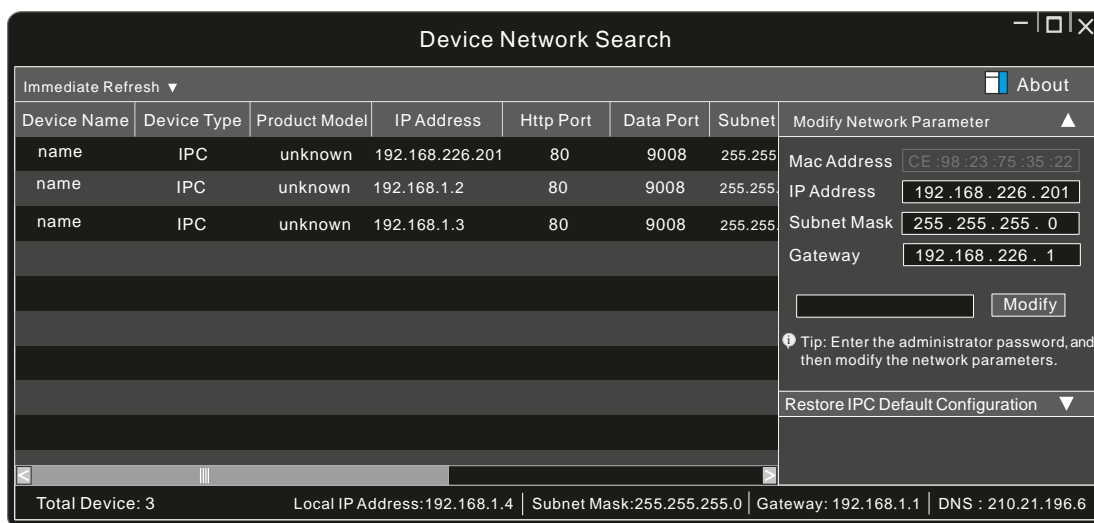 Device Network Search
Immediate Refresh ▼
About
Device Name Device Type Product Model IP Address Http Port Data Port Subnet
name IPC unknown 192.168.226.201 80 9008 255.255
name IPC unknown 192.168.1.2 80 9008 255.255.
name IPC unknown 192.168.1.3 80 9008 255.255.
Modify Network Parameter ▲
Mac Address CE:98:23:75:35:22
IP Address 192.168.226.201
Subnet Mask 255.255.255.0
Gateway 192.168.226.1
Modify
Tip: Enter the administrator password, and
then modify the network parameters.
Restore IPC Default Configuration ▼
Total Device: 3 Local IP Address:192.168.1.4 Subnet Mask:255.255.255.0 Gateway: 192.168.1.1 DNS : 210.21.196.6